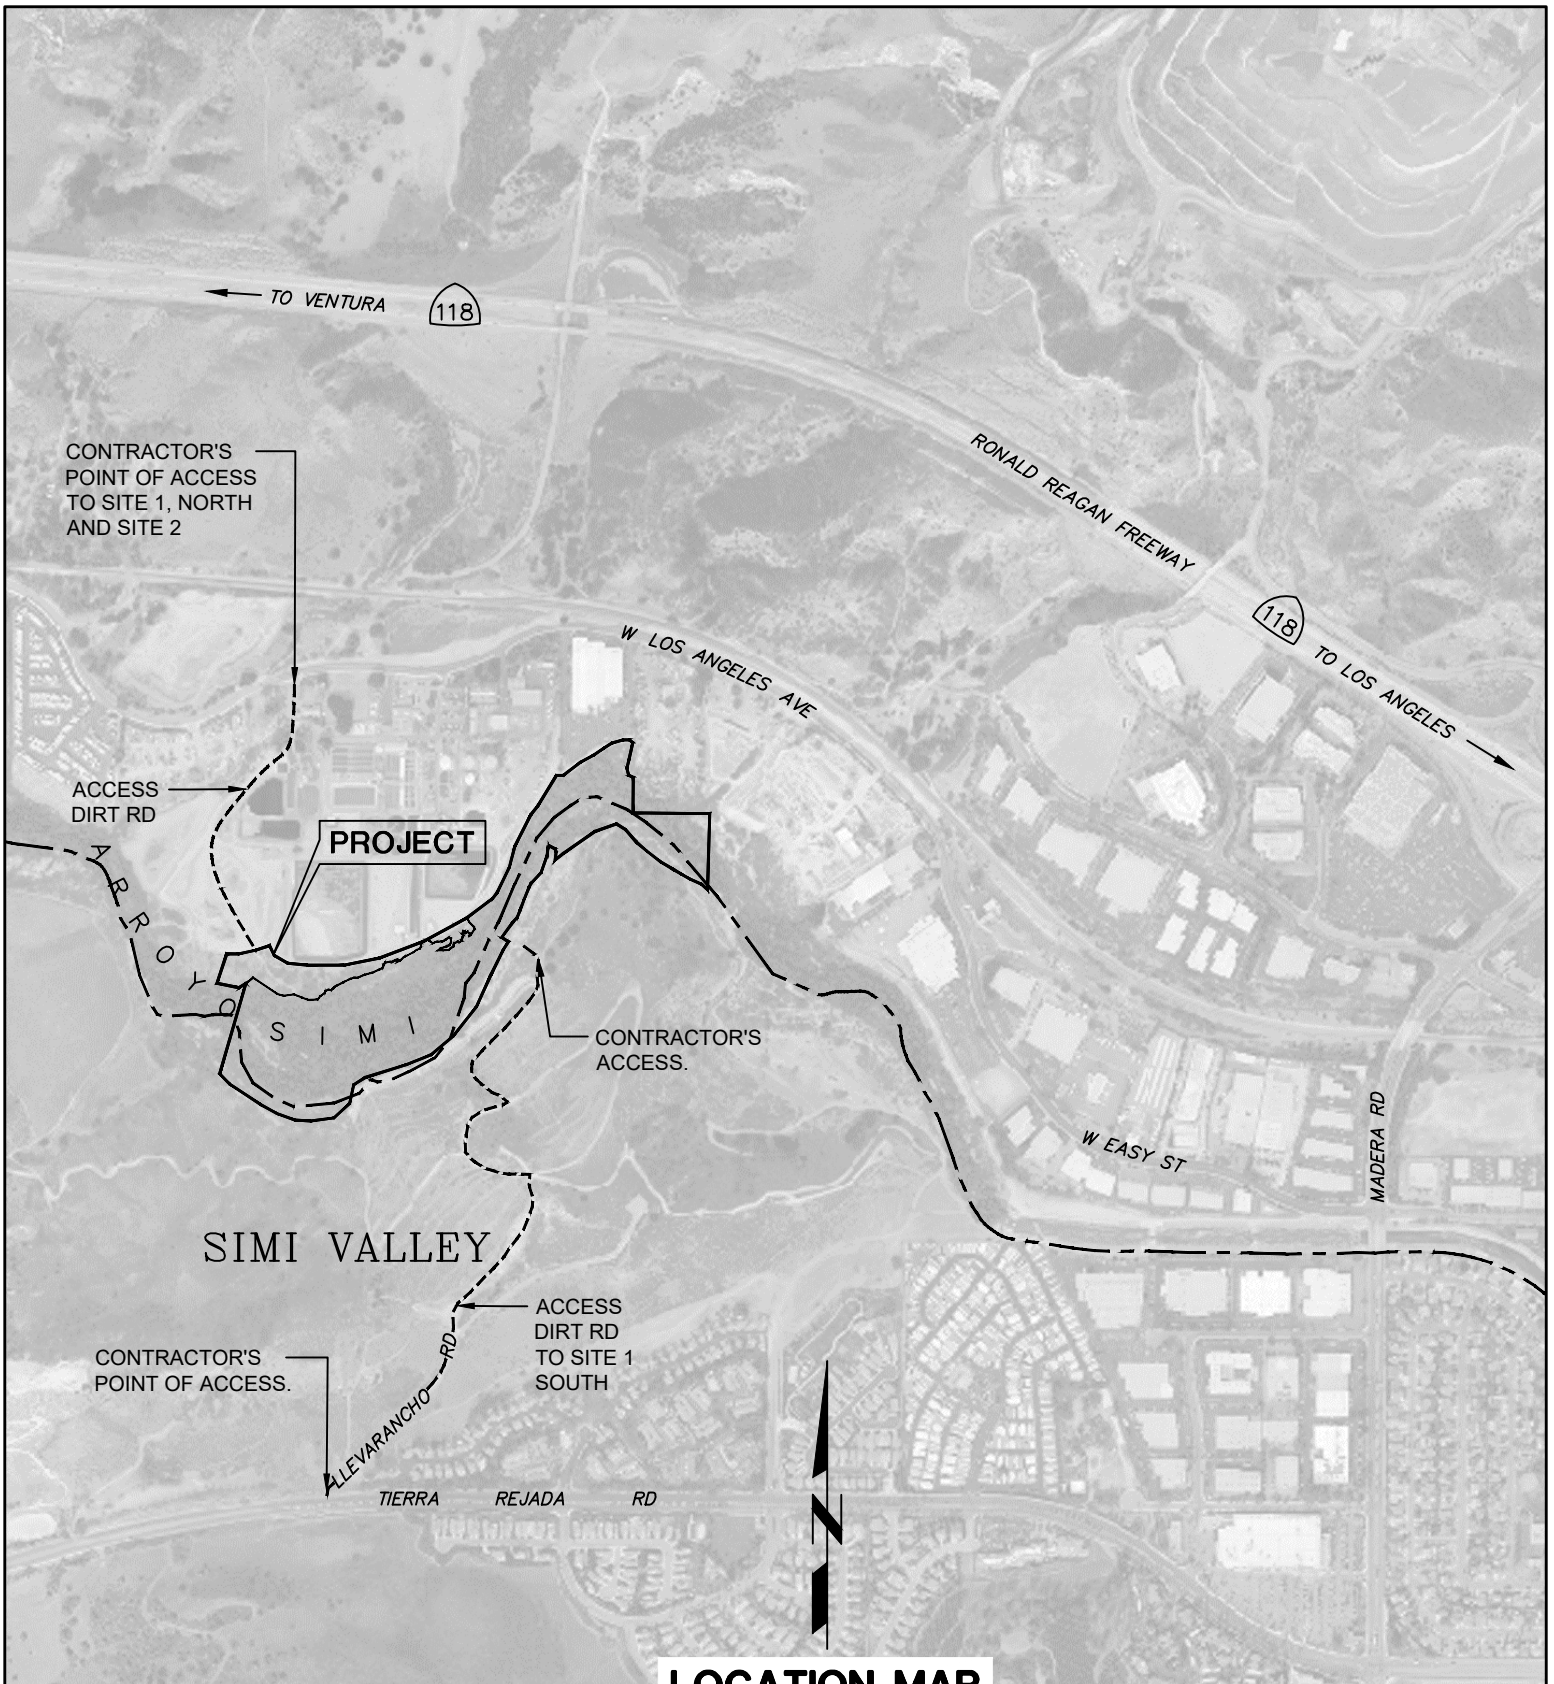 TO VENTURA
118
CONTRACTOR'S
POINT OF ACCESS
TO SITE 1, NORTH
AND SITE 2
RONALD REAGAN FREEWAY
118
TO LOS ANGELES
W LOS ANGELES AVE
ACCESS
DIRT RD
PROJECT
ARROYO SIMI
CONTRACTOR'S
ACCESS.
MADERA RD
W EASY ST
SIMI VALLEY
ACCESS
DIRT RD
TO SITE 1
SOUTH
CONTRACTOR'S
POINT OF ACCESS.
LLEVARANCHO RD
TIERRA REJADA RD
N
LOCATION MAP